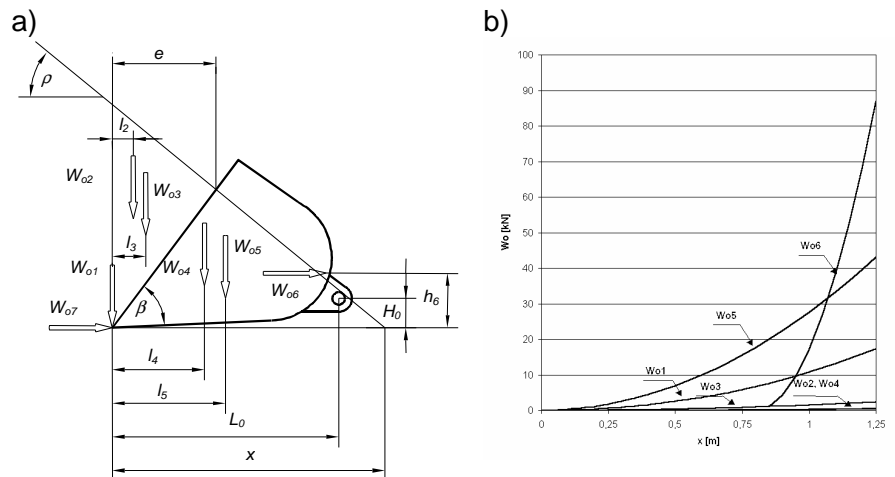 a)
e
ρ
l2
Wo2
Wo3
l3
Wo1
Wo4
Wo5
Wo6
Wo7
β
H0
h6
l4
l5
L0
x
b)
100
90
80
70
60
50
40
30
20
10
0
Wo [kN]
Wo6
Wo5
Wo1
Wo3
Wo2, Wo4
0
0,25
0,5
0,75
1
1,25
x [m]